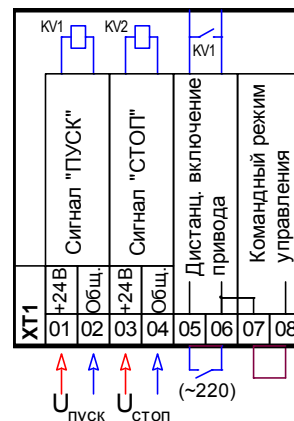 KV1
KV2
KV1
Сигнал "ПУСК"
Сигнал "СТОП"
Дистанц. включение
привода
Командный режим
управления
XT1
+24В
Общ.
+24В
Общ.
01 02 03 04 05 06 07 08
Uпуск
Uстоп
(~220)